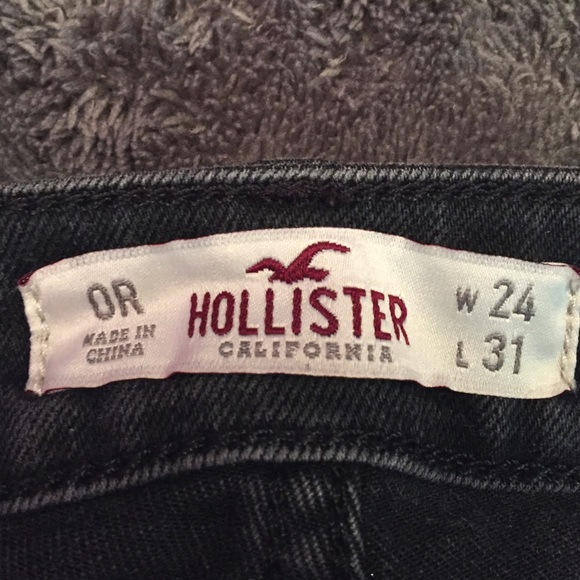 0R
MADE IN
CHINA
HOLLISTER
CALIFORNIA
W 24
L 31